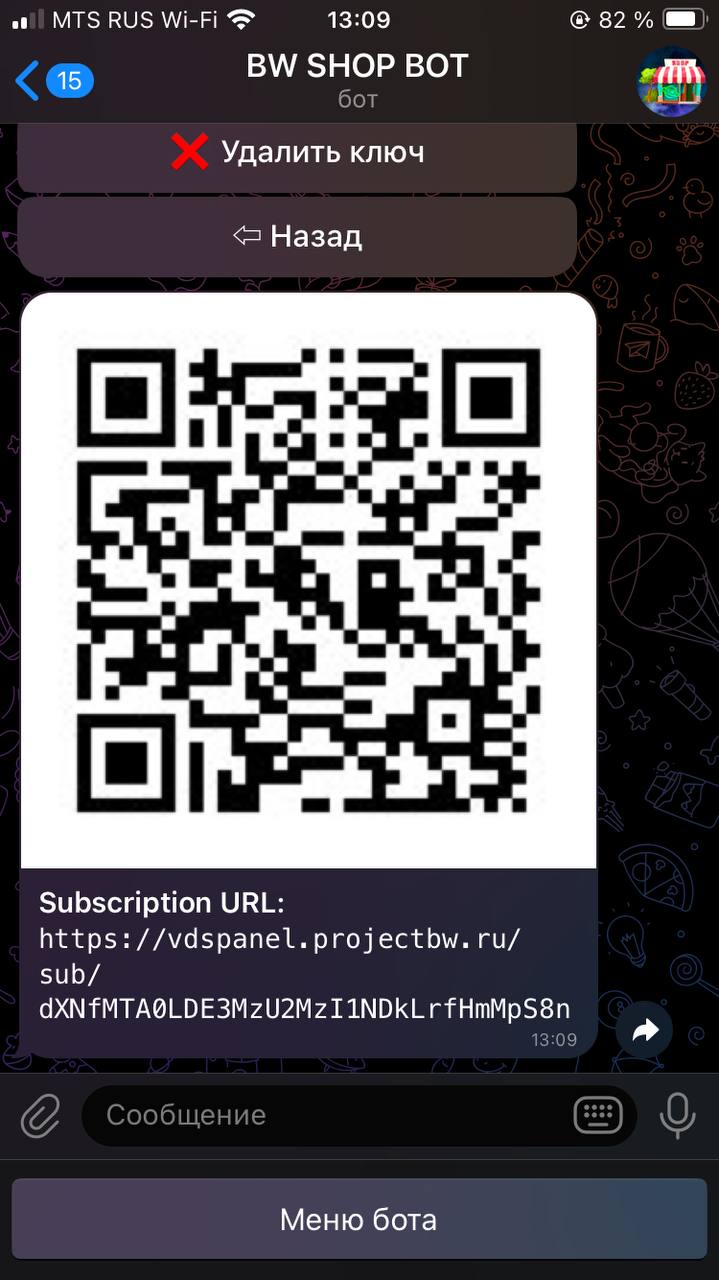 MTS RUS Wi-Fi 13:09 82 %
15 BW SHOP BOT
бот
❌ Удалить ключ
⇦ Назад
Subscription URL:
https://vdspanel.projectbw.ru/
sub/
dXNfMTA0LDE3MzU2MzI1NDkLrfHmMpS8n
13:09
Сообщение
Меню бота